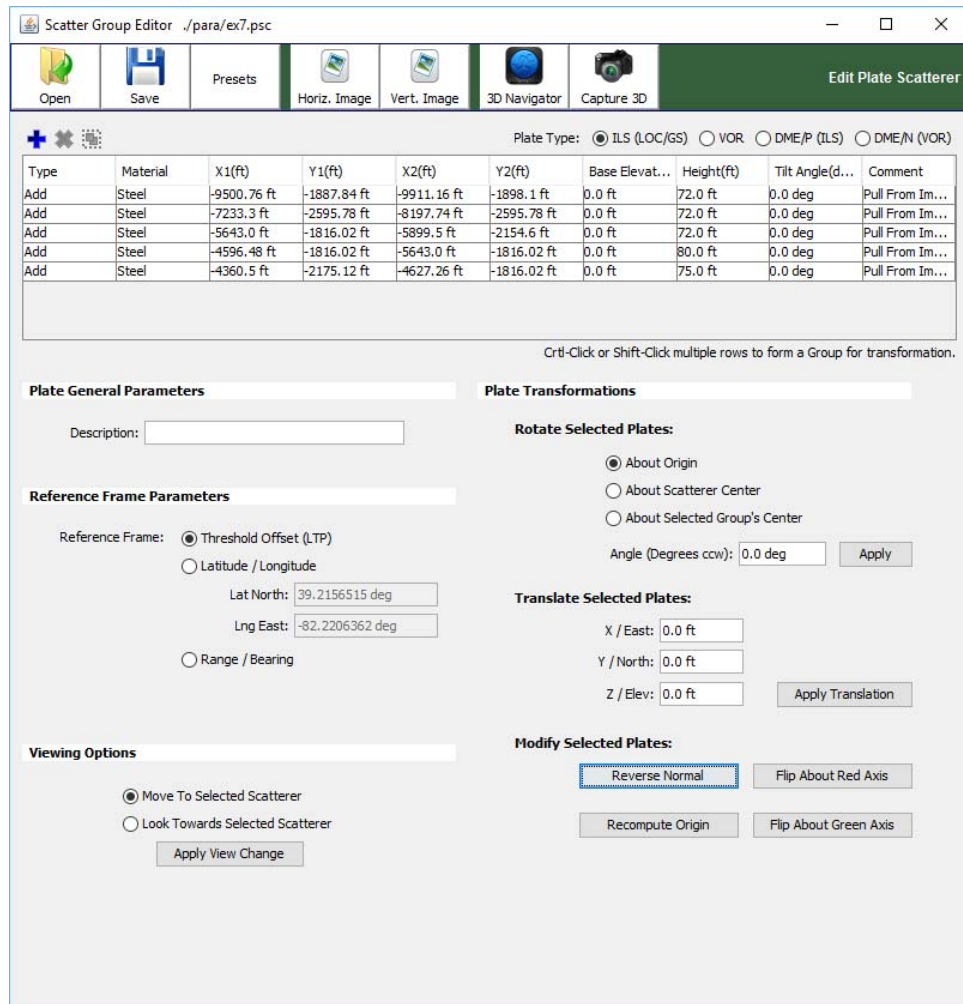 Scatter Group Editor ./para/ex7.psc
Open Save Presets Horiz. Image Vert. Image 3D Navigator Capture 3D Edit Plate Scatterer
Plate Type: ILS (LOC/GS) VOR DME/P (ILS) DME/N (VOR)
Type Material X1(ft) Y1(ft) X2(ft) Y2(ft) Base Elevat... Height(ft) Tilt Angle(d... Comment
Add Steel -9500.76 ft -1887.84 ft -9911.16 ft -1898.1 ft 0.0 ft 72.0 ft 0.0 deg Pull From Im...
Add Steel -7233.3 ft -2595.78 ft -8197.74 ft -2595.78 ft 0.0 ft 72.0 ft 0.0 deg Pull From Im...
Add Steel -5643.0 ft -1816.02 ft -5899.5 ft -2154.6 ft 0.0 ft 72.0 ft 0.0 deg Pull From Im...
Add Steel -4596.48 ft -1816.02 ft -5643.0 ft -1816.02 ft 0.0 ft 80.0 ft 0.0 deg Pull From Im...
Add Steel -4360.5 ft -2175.12 ft -4627.26 ft -1816.02 ft 0.0 ft 75.0 ft 0.0 deg Pull From Im...
Crtl-Click or Shift-Click multiple rows to form a Group for transformation.
Plate General Parameters
Description:
Reference Frame Parameters
Reference Frame: Threshold Offset (LTP)
Latitude / Longitude
Lat North: 39.2156515 deg
Lng East: -82.2206362 deg
Range / Bearing
Viewing Options
Move To Selected Scatterer
Look Towards Selected Scatterer
Apply View Change
Plate Transformations
Rotate Selected Plates:
About Origin
About Scatterer Center
About Selected Group's Center
Angle (Degrees ccw): 0.0 deg Apply
Translate Selected Plates:
X / East: 0.0 ft
Y / North: 0.0 ft
Z / Elev: 0.0 ft Apply Translation
Modify Selected Plates:
Reverse Normal Flip About Red Axis
Recompute Origin Flip About Green Axis